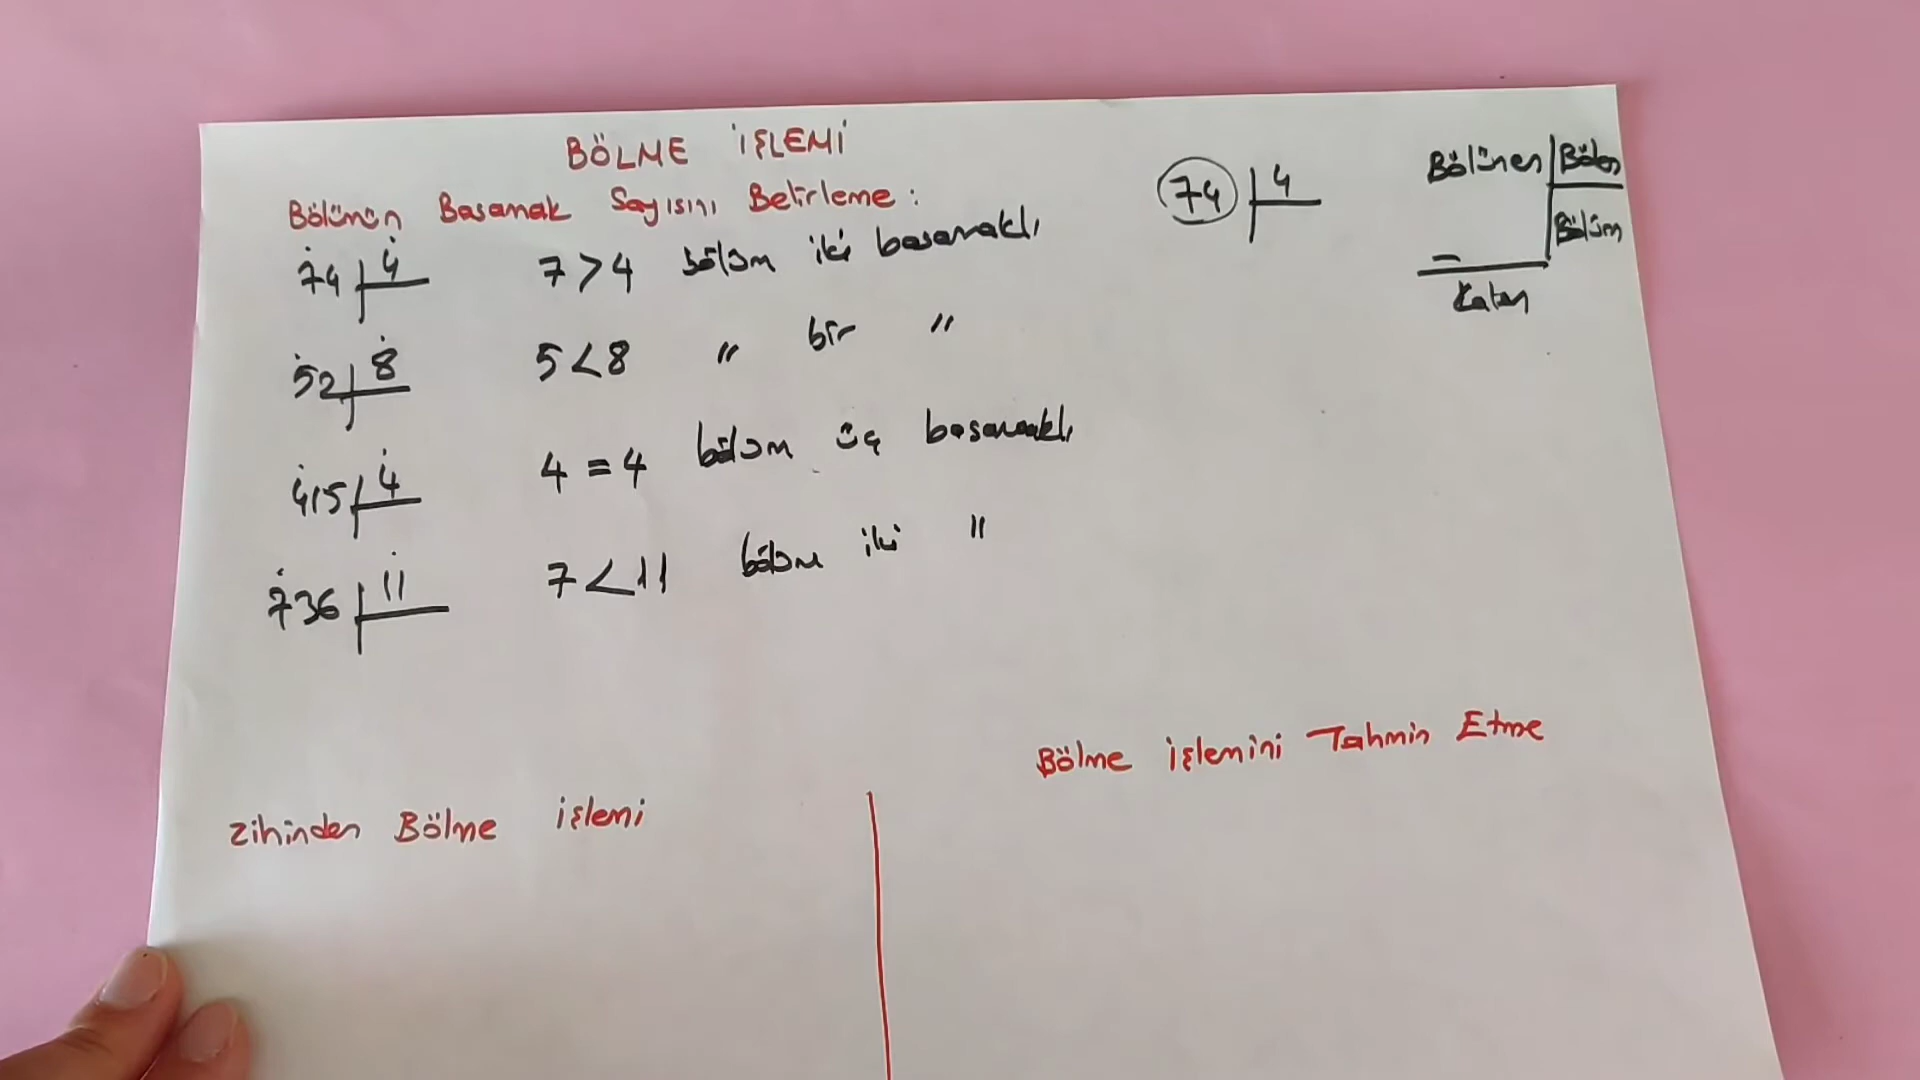 BÖLME İŞLEMİ
Bölümün Basamak Sayısını Belirleme :
74 4 7 > 4 bölüm iki basamaklı
52 8 5 < 8 " bir "
415 4 4 = 4 bölüm üç basamaklı
736 11 7 < 11 bölüm iki "
74 4
Bölünen Bölen
Bölüm
Kalan
Zihinden Bölme işlemi
Bölme işlemini Tahmin Etme